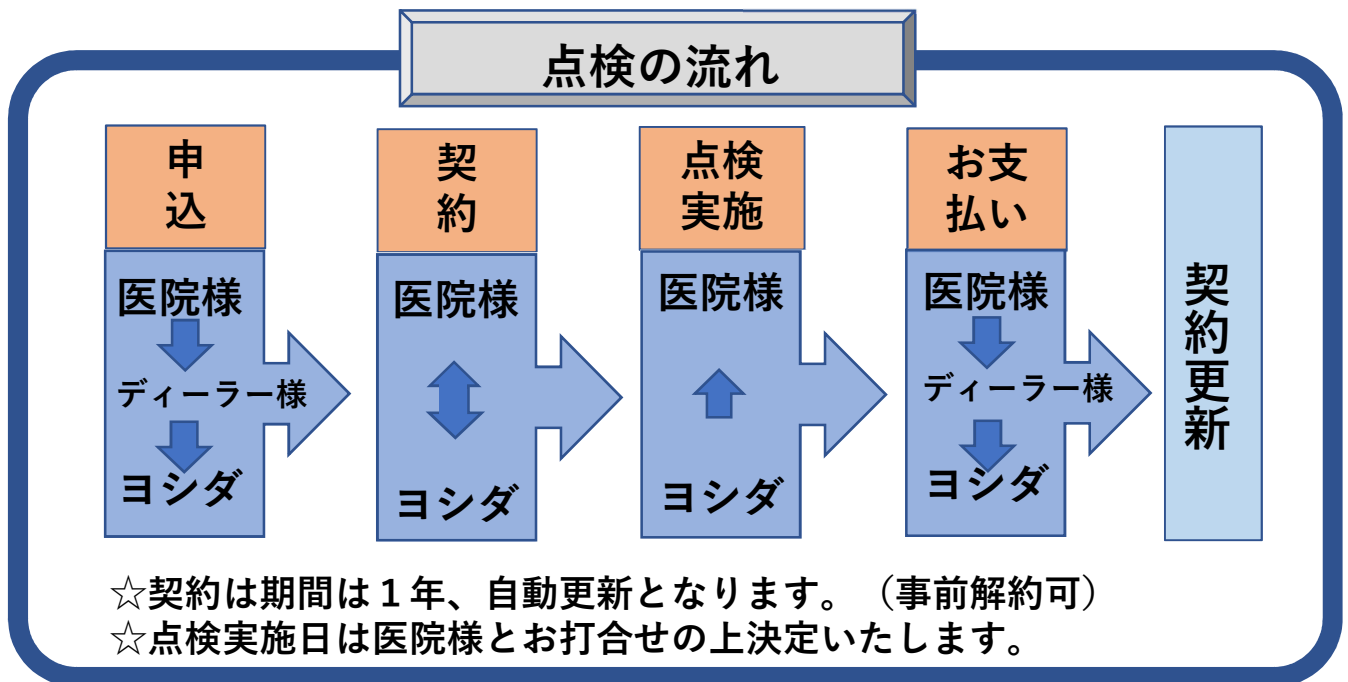 点検の流れ
申
込
医院様
ディーラー様
ヨシダ
契
約
医院様
ヨシダ
点検
実施
医院様
ヨシダ
お支
払い
医院様
ディーラー様
ヨシダ
契約更新
☆契約は期間は１年、自動更新となります。（事前解約可）
☆点検実施日は医院様とお打合せの上決定いたします。